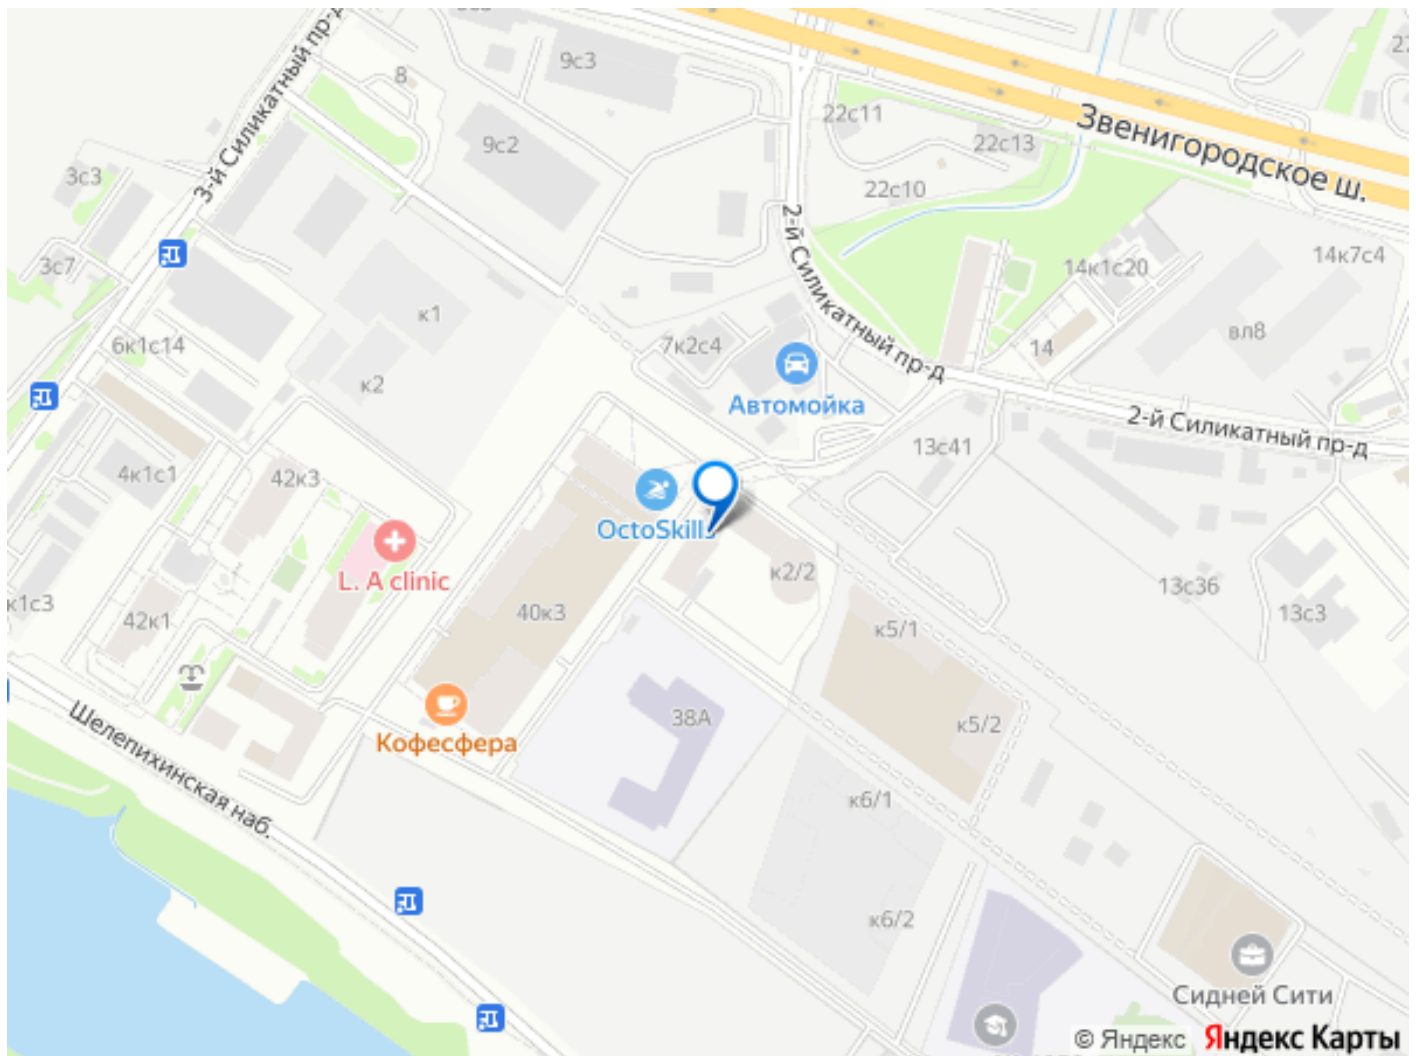 9с3
8
3-й Силикатный пр-д
22с11
Звенигородское ш.
9с2
22с13
3с3
22с10
2-й Силикатный пр-д
14к7с4
3с7
14к1с20
к1
вл8
6к1с14
7к2с4
14
к2
Автомойка
2-й Силикатный пр-д
13с41
4к1с1
42к3
OctoSkills
L. A clinic
к2/2
13с36
к1с3
40к3
13с3
42к1
к5/1
38А
к5/2
Шелепихинская наб.
Кофесфера
к6/1
к6/2
Сидней Сити
© Яндекс Яндекс Карты